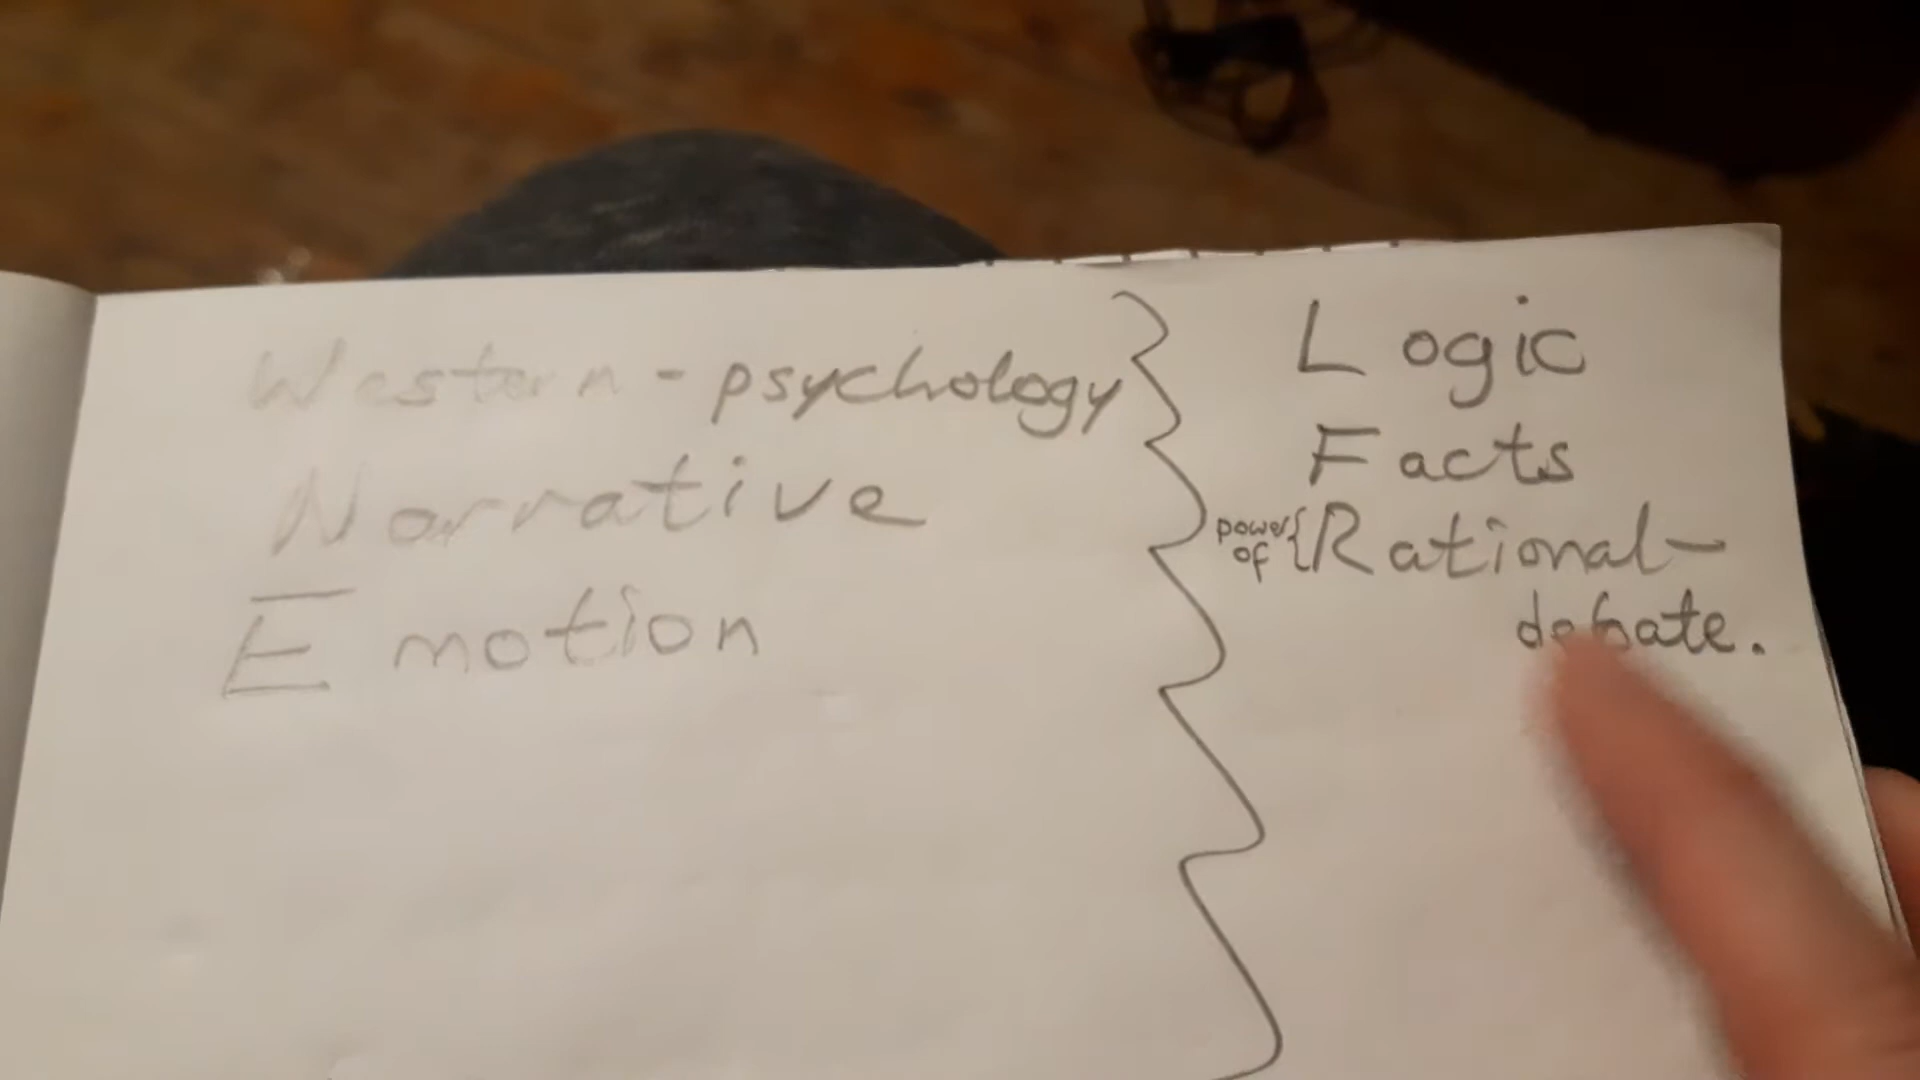 Western - psychology
Narrative
Emotion
Logic
Facts
power of { Rational-
debate.